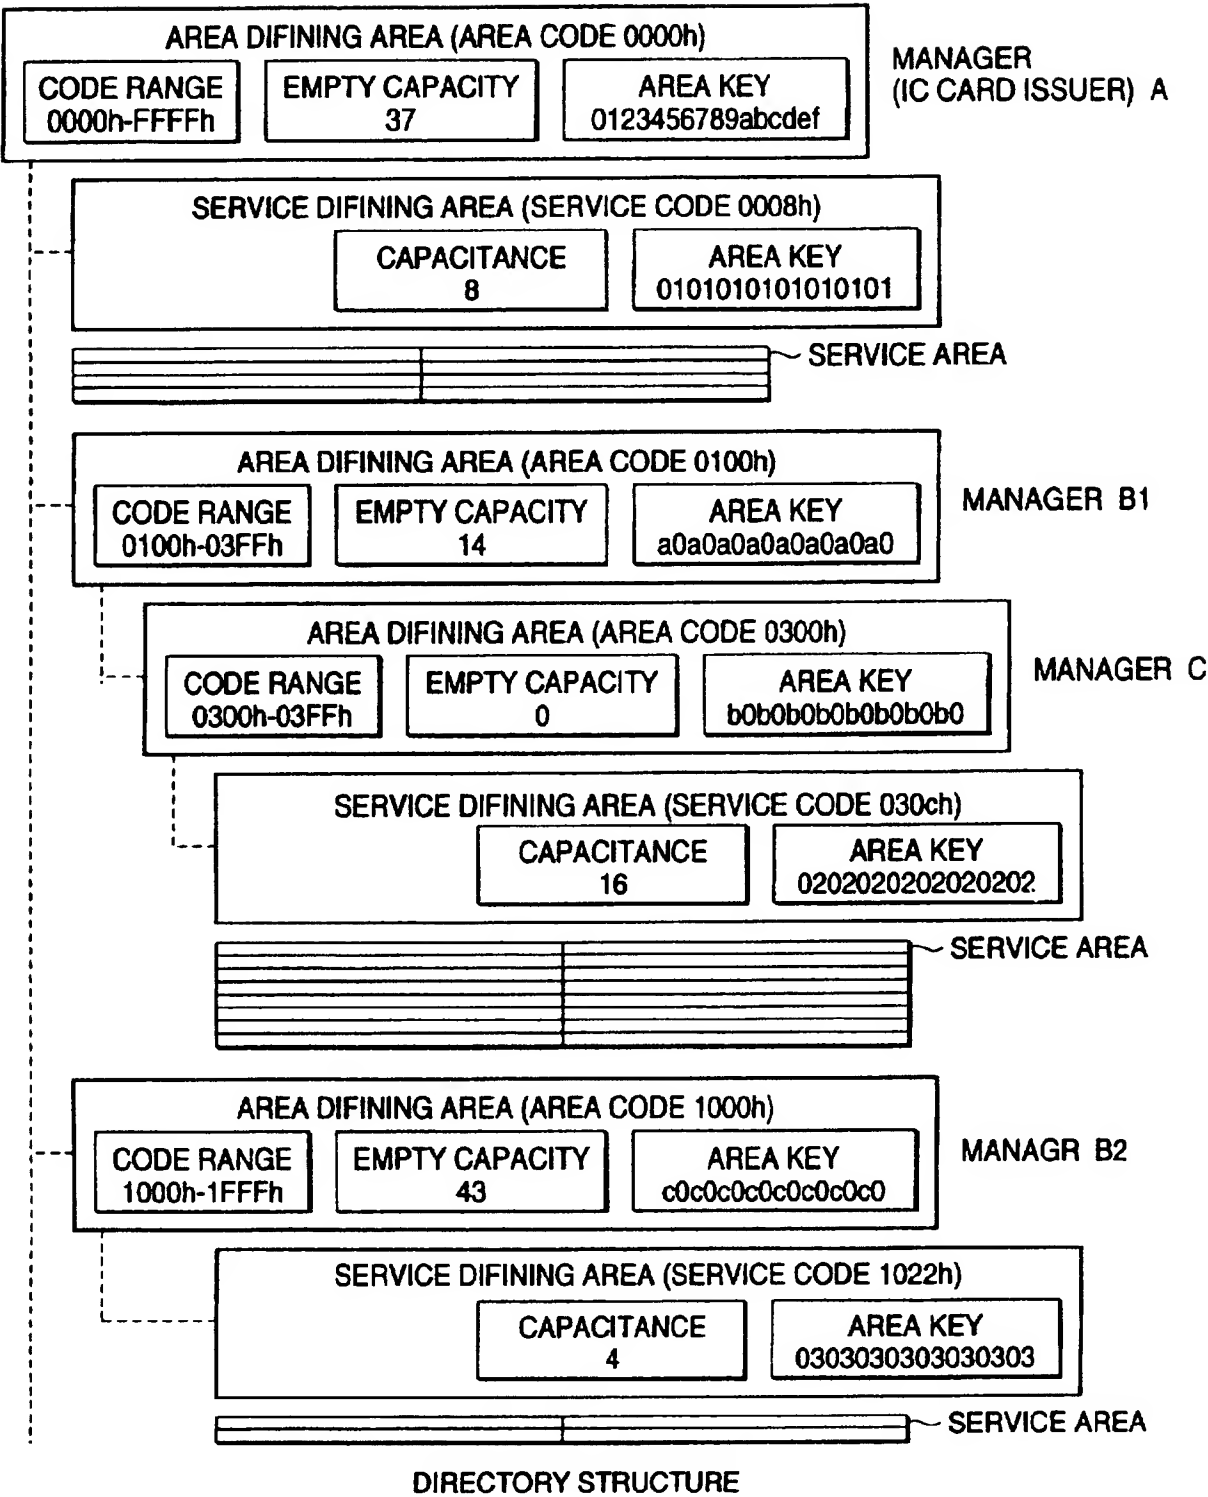 AREA DIFINING AREA (AREA CODE 0000h)
CODE RANGE
0000h-FFFFh
EMPTY CAPACITY
37
AREA KEY
0123456789abcdef
MANAGER
(IC CARD ISSUER) A
SERVICE DIFINING AREA (SERVICE CODE 0008h)
CAPACITANCE
8
AREA KEY
0101010101010101
SERVICE AREA
AREA DIFINING AREA (AREA CODE 0100h)
CODE RANGE
0100h-03FFh
EMPTY CAPACITY
14
AREA KEY
a0a0a0a0a0a0a0a0
MANAGER B1
AREA DIFINING AREA (AREA CODE 0300h)
CODE RANGE
0300h-03FFh
EMPTY CAPACITY
0
AREA KEY
b0b0b0b0b0b0b0b0
MANAGER C
SERVICE DIFINING AREA (SERVICE CODE 030ch)
CAPACITANCE
16
AREA KEY
0202020202020202
SERVICE AREA
AREA DIFINING AREA (AREA CODE 1000h)
CODE RANGE
1000h-1FFFh
EMPTY CAPACITY
43
AREA KEY
c0c0c0c0c0c0c0c0
MANAGR B2
SERVICE DIFINING AREA (SERVICE CODE 1022h)
CAPACITANCE
4
AREA KEY
0303030303030303
SERVICE AREA
DIRECTORY STRUCTURE